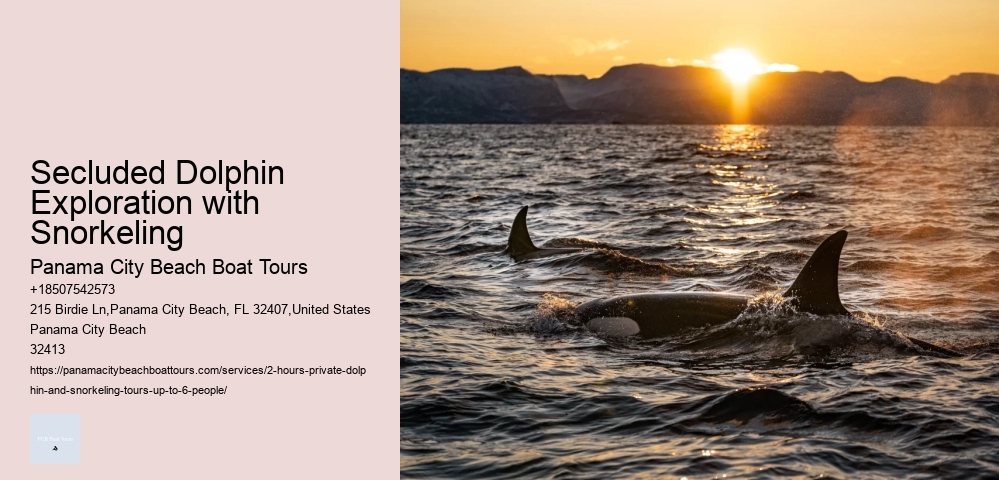 Secluded Dolphin
Exploration with
Snorkeling
Panama City Beach Boat Tours
+18507542573
215 Birdie Ln,Panama City Beach, FL 32407,United States
Panama City Beach
32413
https://panamacitybeachboattours.com/services/2-hours-private-dolp
hin-and-snorkeling-tours-up-to-6-people/